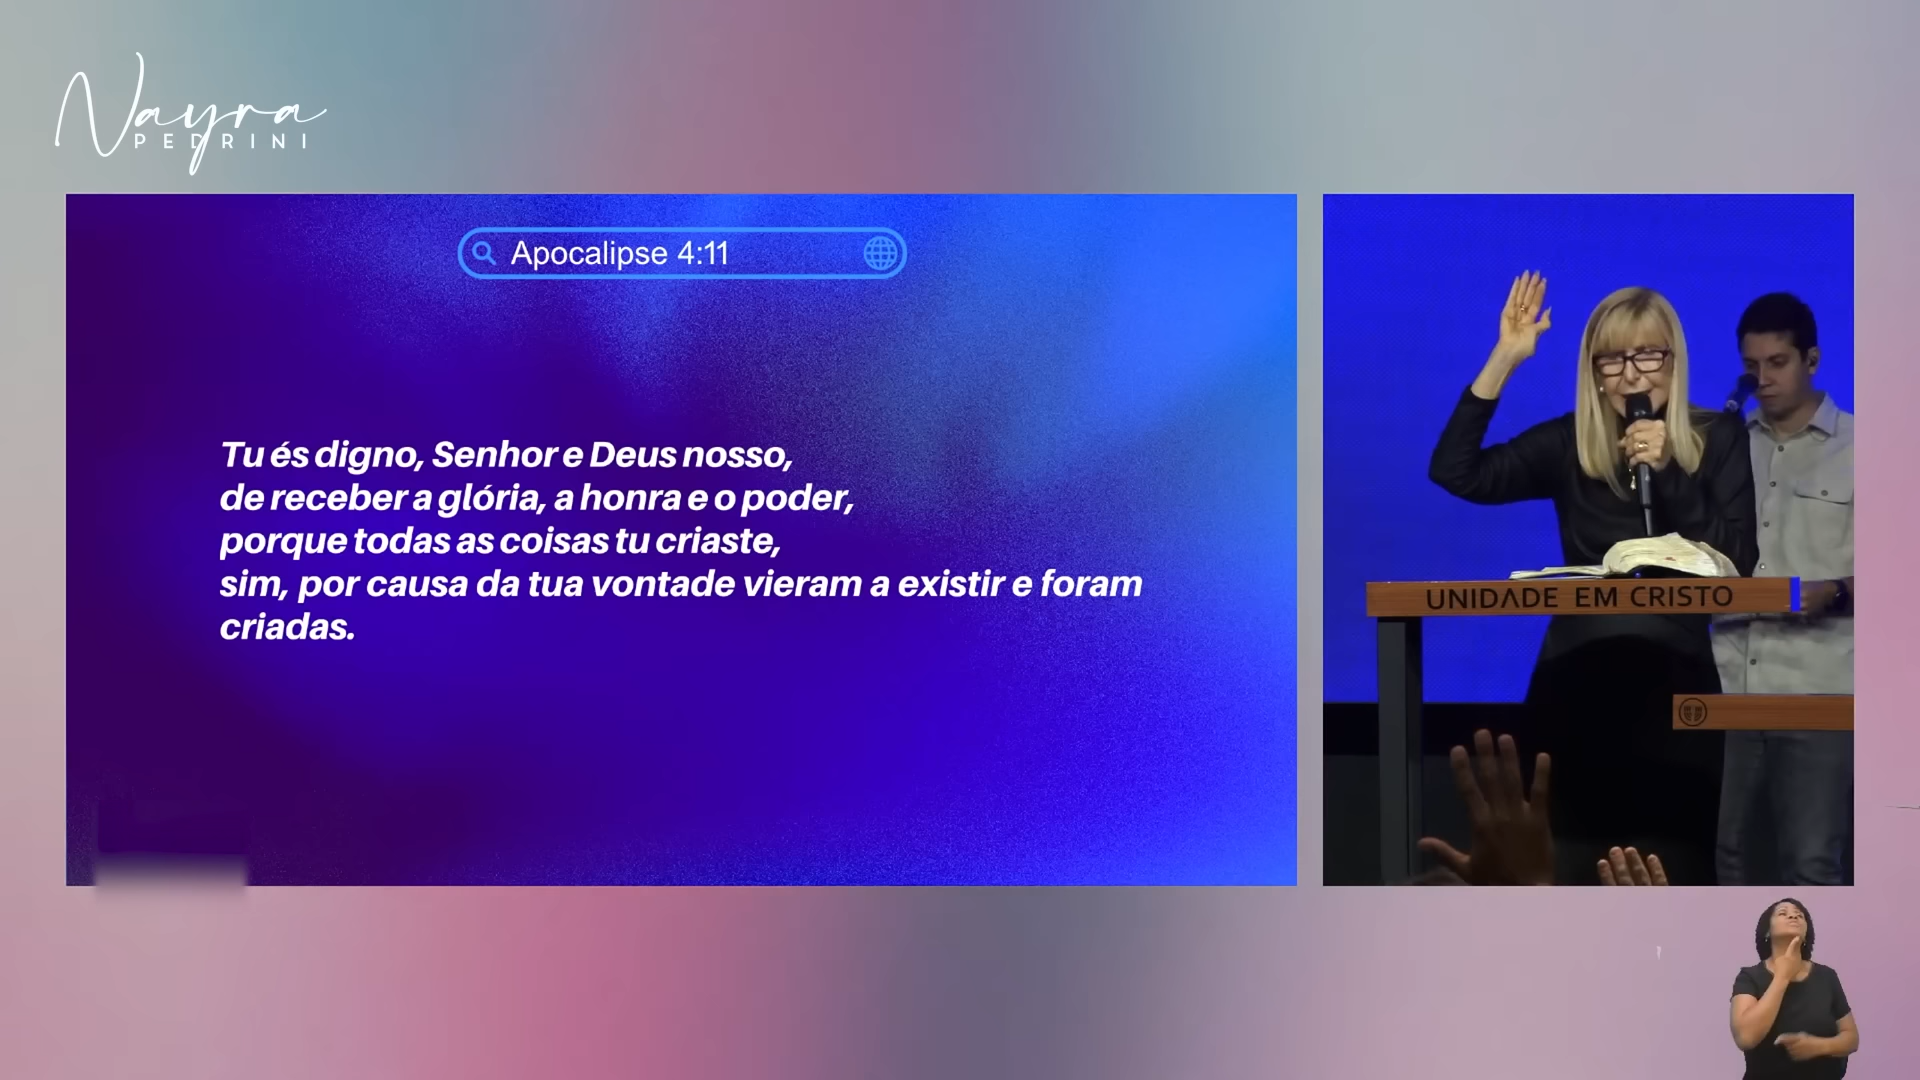 Nayra
PEDRINI
Apocalipse 4:11
Tu és digno, Senhor e Deus nosso,
de receber a glória, a honra e o poder,
porque todas as coisas tu criaste,
sim, por causa da tua vontade vieram a existir e foram
criadas.
UNIDADE EM CRISTO